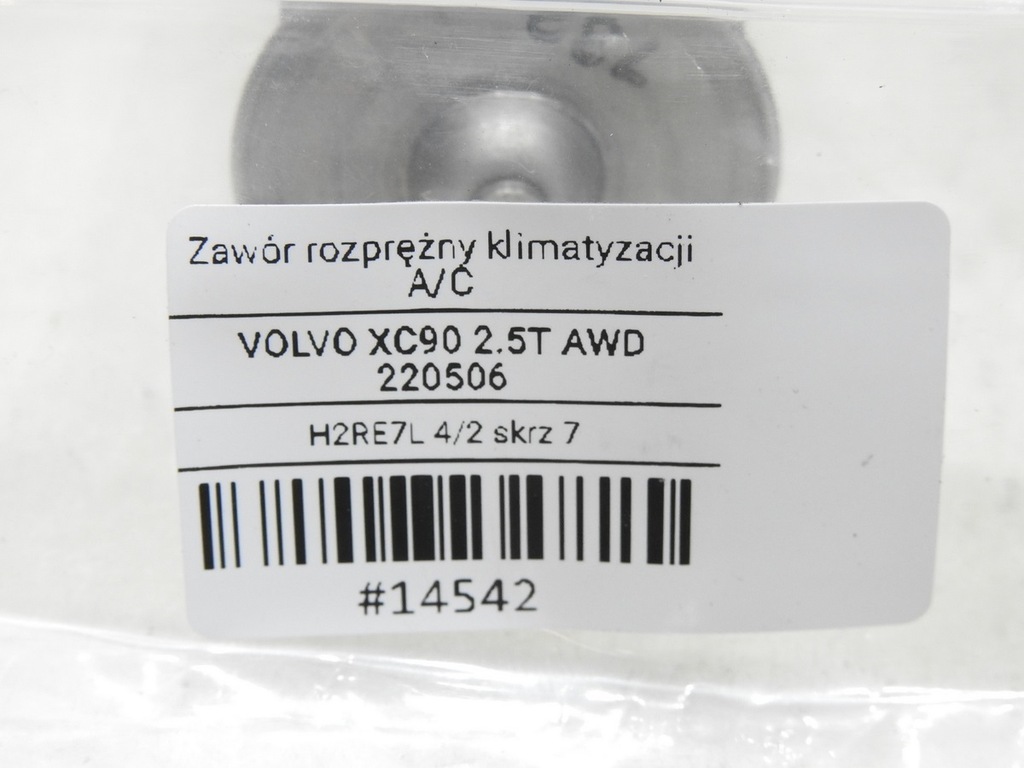 Zawór rozprężny klimatyzacji
A/C
VOLVO XC90 2.5T AWD
220506
H2RE7L 4/2 skrz 7
#14542